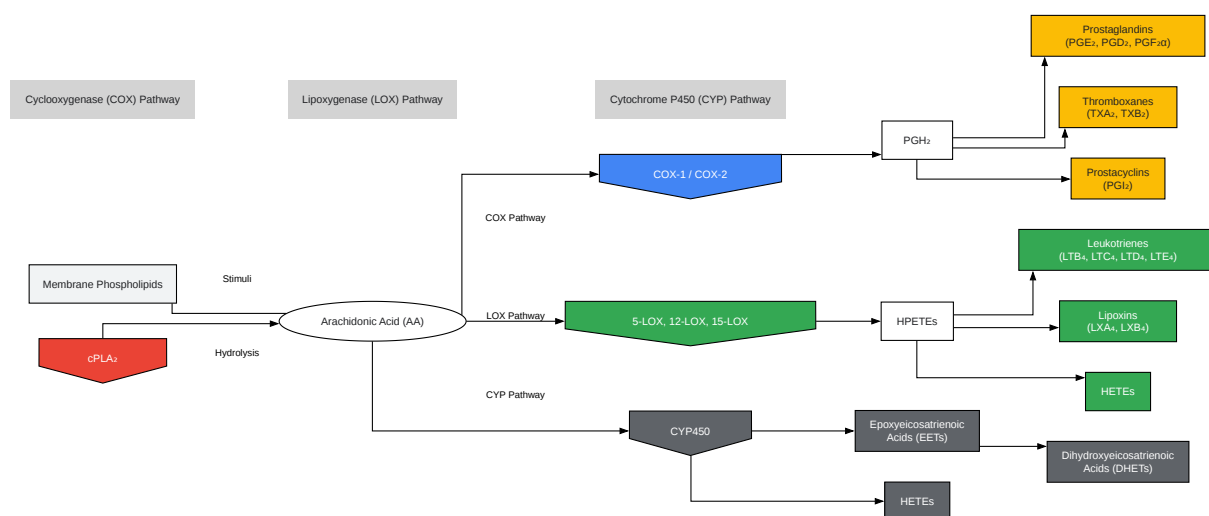 Prostaglandins
(PGE₂, PGD₂, PGF₂α)
Cyclooxygenase (COX) Pathway
Lipoxygenase (LOX) Pathway
Cytochrome P450 (CYP) Pathway
Thromboxanes
(TXA₂, TXB₂)
PGH₂
COX-1 / COX-2
Prostacyclins
(PGI₂)
COX Pathway
Leukotrienes
(LTB₄, LTC₄, LTD₄, LTE₄)
Membrane Phospholipids
Stimuli
Arachidonic Acid (AA)
LOX Pathway
5-LOX, 12-LOX, 15-LOX
HPETEs
Lipoxins
(LXA₄, LXB₄)
cPLA₂
Hydrolysis
HETEs
CYP Pathway
CYP450
Epoxyeicosatrienoic
Acids (EETs)
Dihydroxyeicosatrienoic
Acids (DHETs)
HETEs